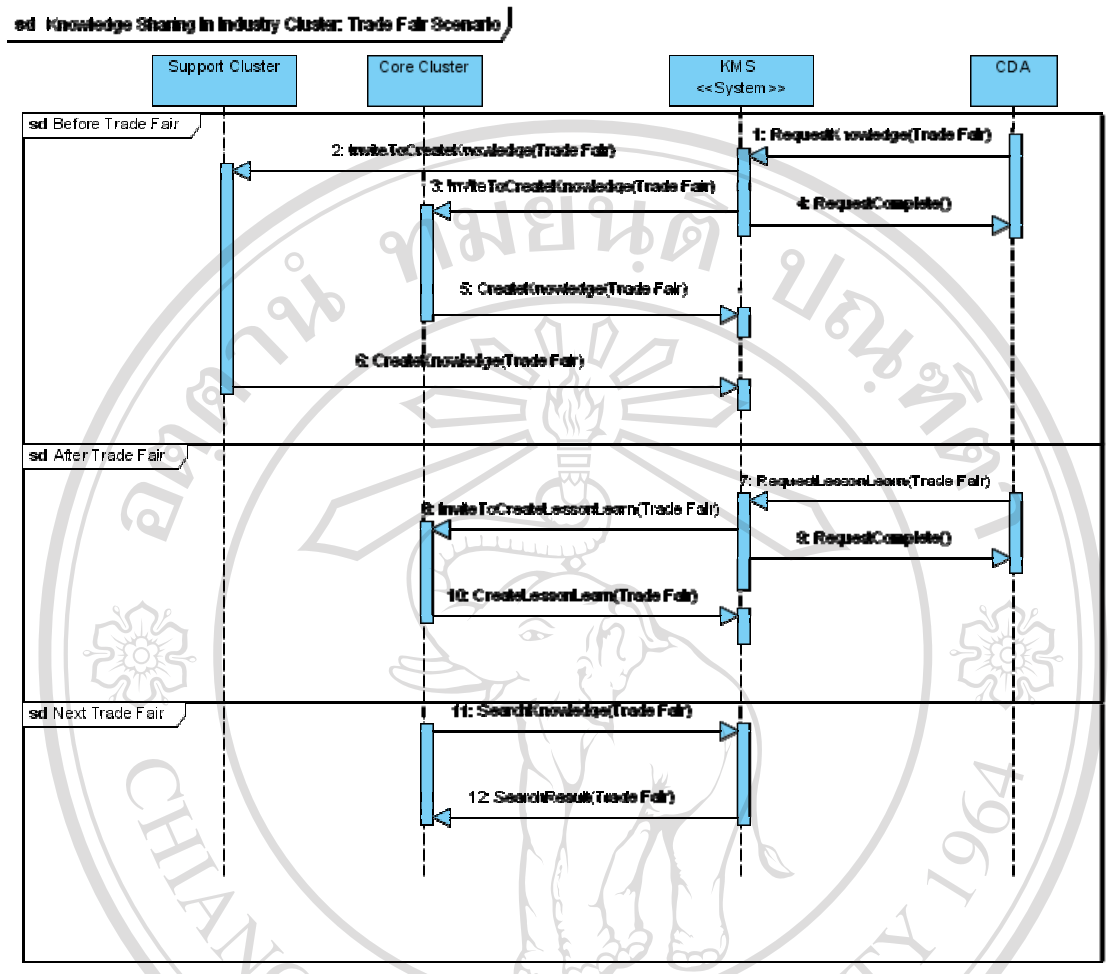 sd Knowledge Sharing in Industry Cluster: Trade Fair Scenario
Support Cluster
Core Cluster
KMS
<<System>>
CDA
sd Before Trade Fair
1: RequestKnowledge(Trade Fair)
2: InviteToCreateKnowledge(Trade Fair)
3: InviteToCreateKnowledge(Trade Fair)
4: RequestComplete()
5: CreateKnowledge(Trade Fair)
6: CreateKnowledge(Trade Fair)
sd After Trade Fair
7: RequestLessonLearn(Trade Fair)
8: InviteToCreateLessonLearn(Trade Fair)
9: RequestComplete()
10: CreateLessonLearn(Trade Fair)
sd Next Trade Fair
11: SearchKnowledge(Trade Fair)
12: SearchResult(Trade Fair)
1964